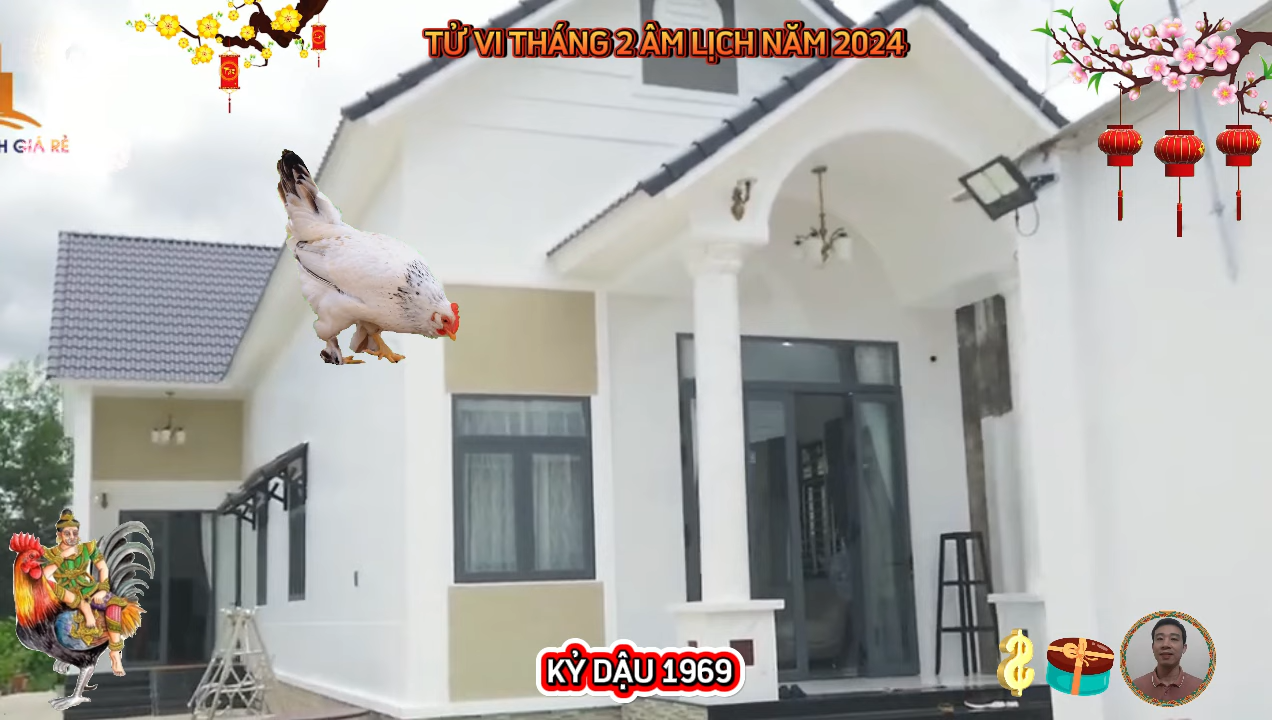 TỬ VI THÁNG 2 ÂM LỊCH NĂM 2024
H GIÁ RẺ
KỶ DẬU 1969